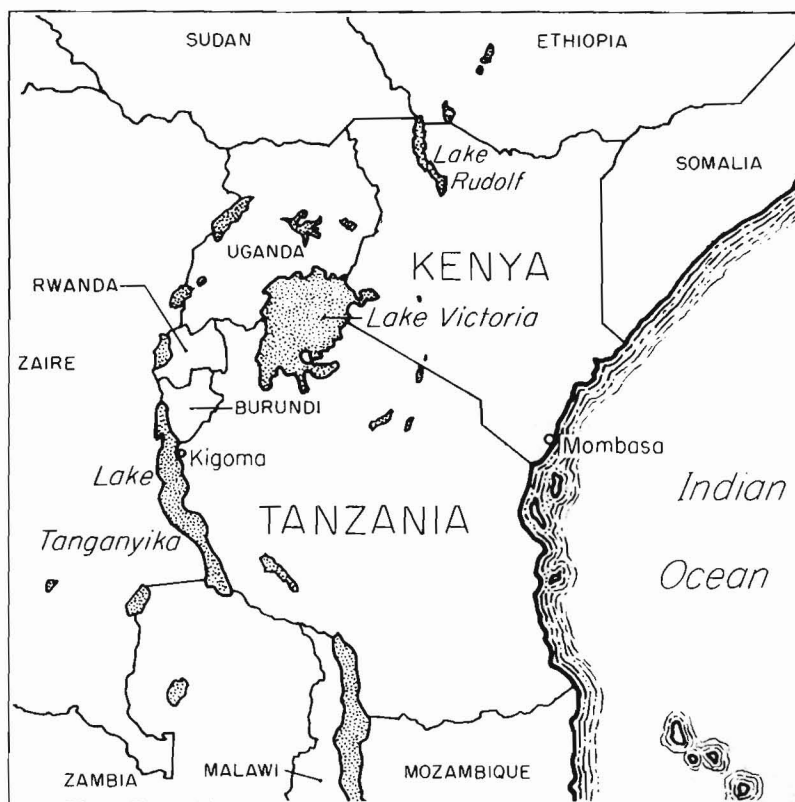 SUDAN
ETHIOPIA
Lake
Rudolf
SOMALIA
UGANDA
KENYA
RWANDA
Lake Victoria
ZAIRE
BURUNDI
Mombasa
Kigoma
Lake
Tanganyika
TANZANIA
Indian
Ocean
ZAMBIA
MALAWI
MOZAMBIQUE